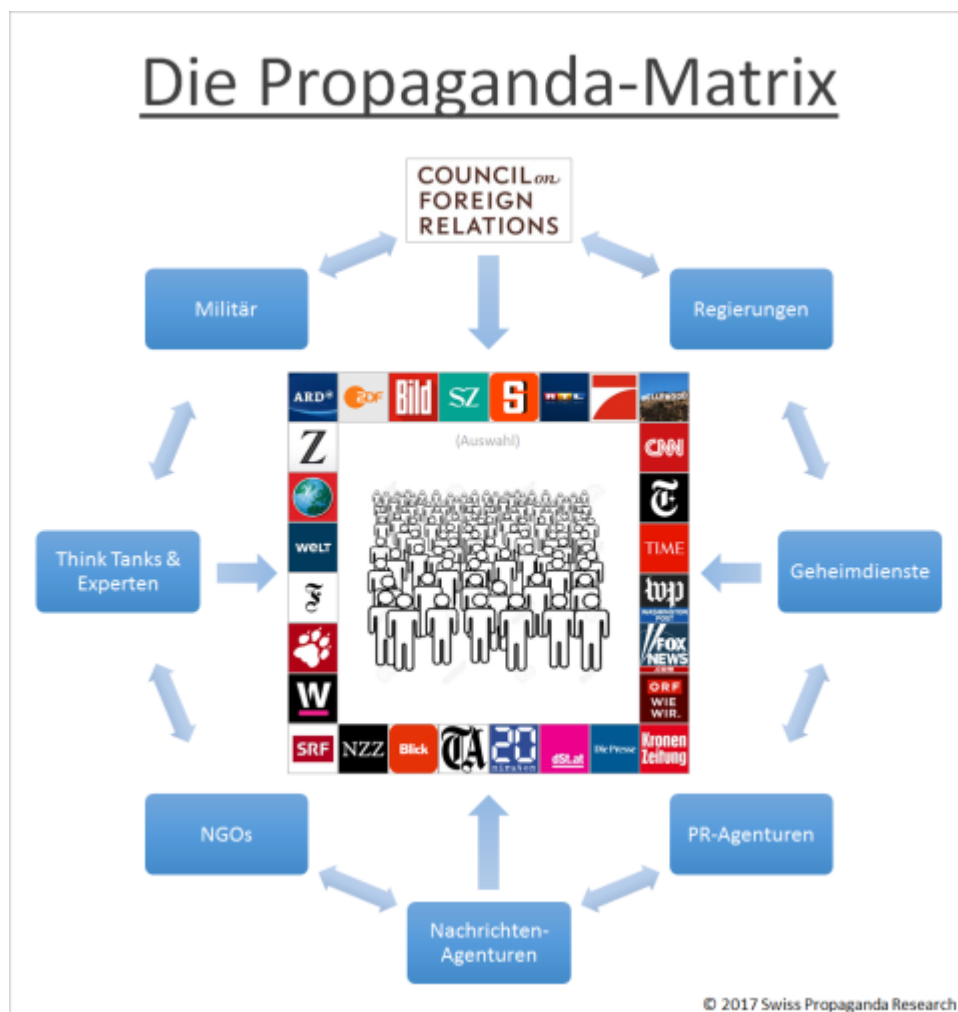 Die Propaganda-Matrix
COUNCIL on
FOREIGN
RELATIONS
Militär
Regierungen
ARD
ZDF
Bild
SZ
S
RTL
HOLLYWOOD
(Auswahl)
Z
CNN
T
WELT
TIME
F
wp
WASHINGTON
POST
FOX
NEWS
.com
W
ORF
WIE
WIR.
SRF
NZZ
Blick
TA
20
minuten
dSt.at
Die Presse
Kronen
Zeitung
Think Tanks &
Experten
Geheimdienste
NGOs
PR-Agenturen
Nachrichten-
Agenturen
© 2017 Swiss Propaganda Research